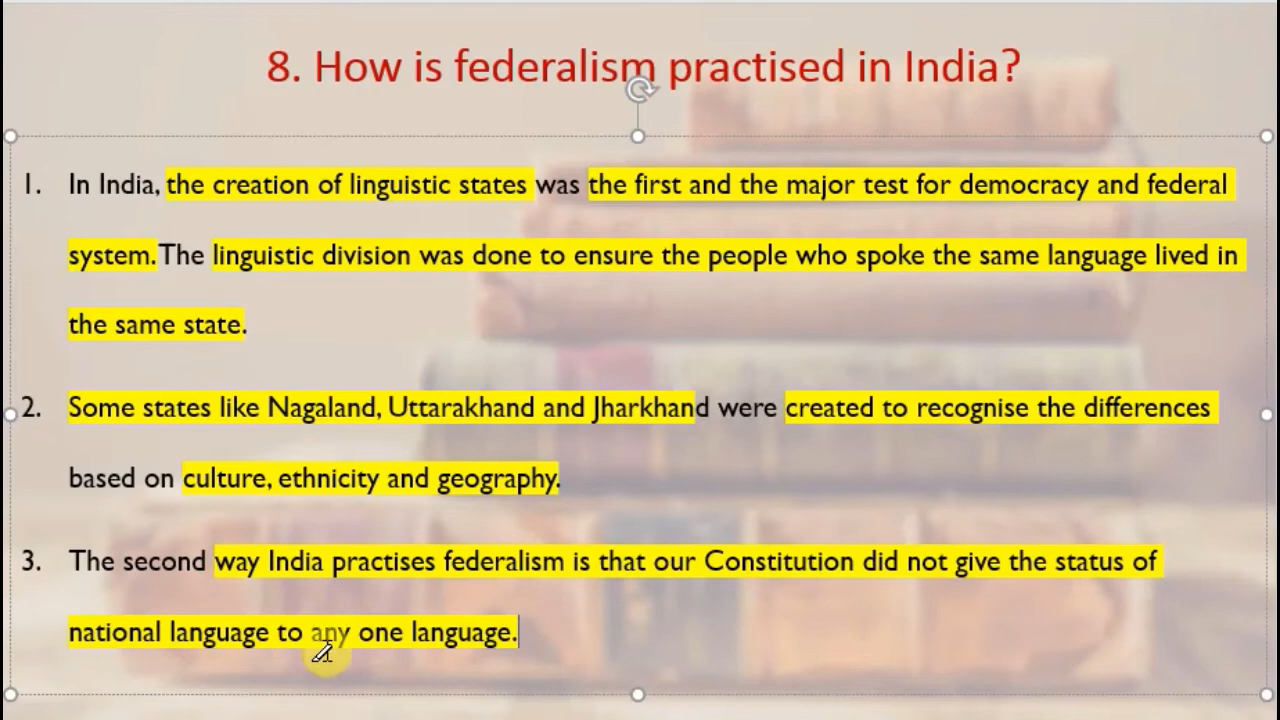 8. How is federalism practised in India?
1. In India, the creation of linguistic states was the first and the major test for democracy and federal
system. The linguistic division was done to ensure the people who spoke the same language lived in
the same state.
2. Some states like Nagaland, Uttarakhand and Jharkhand were created to recognise the differences
based on culture, ethnicity and geography.
3. The second way India practises federalism is that our Constitution did not give the status of
national language to any one language.